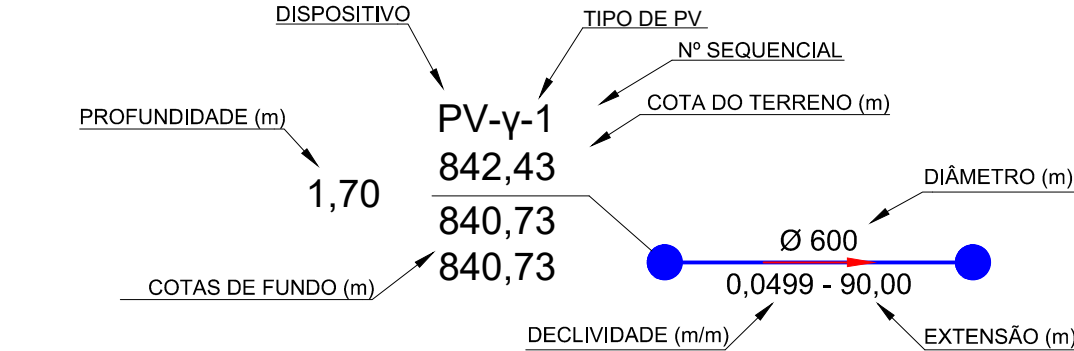 DISPOSITIVO
TIPO DE PV
Nº SEQUENCIAL
COTA DO TERRENO (m)
PROFUNDIDADE (m)
PV-γ-1
842,43
1,70
840,73
840,73
COTAS DE FUNDO (m)
DIÂMETRO (m)
Ø 600
0,0499 - 90,00
DECLIVIDADE (m/m)
EXTENSÃO (m)